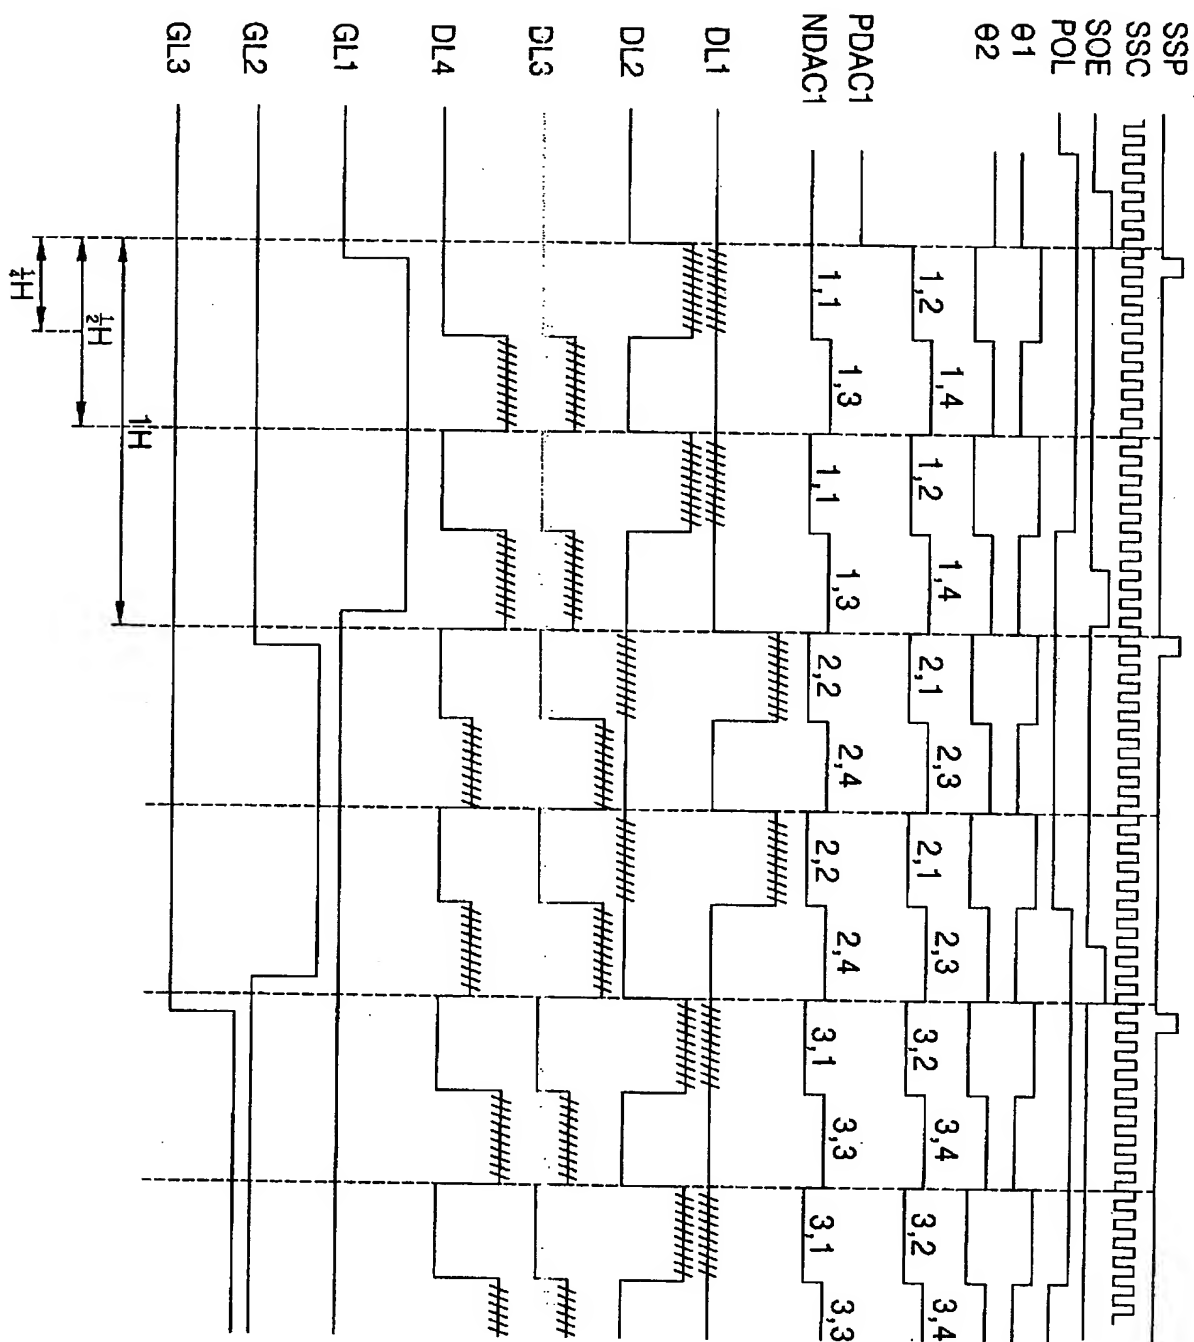 SSP
SSC
SOE
POL
θ1
θ2
PDAC1
1,2 1,4 1,2 1,4 2,1 2,3 2,1 2,3 3,2 3,4 3,2 3,4
NDAC1
1,1 1,3 1,1 1,3 2,2 2,4 2,2 2,4 3,1 3,3 3,1 3,3
DL1
DL2
DL3
DL4
GL1
GL2
GL3
1H
1/2H
1/4H